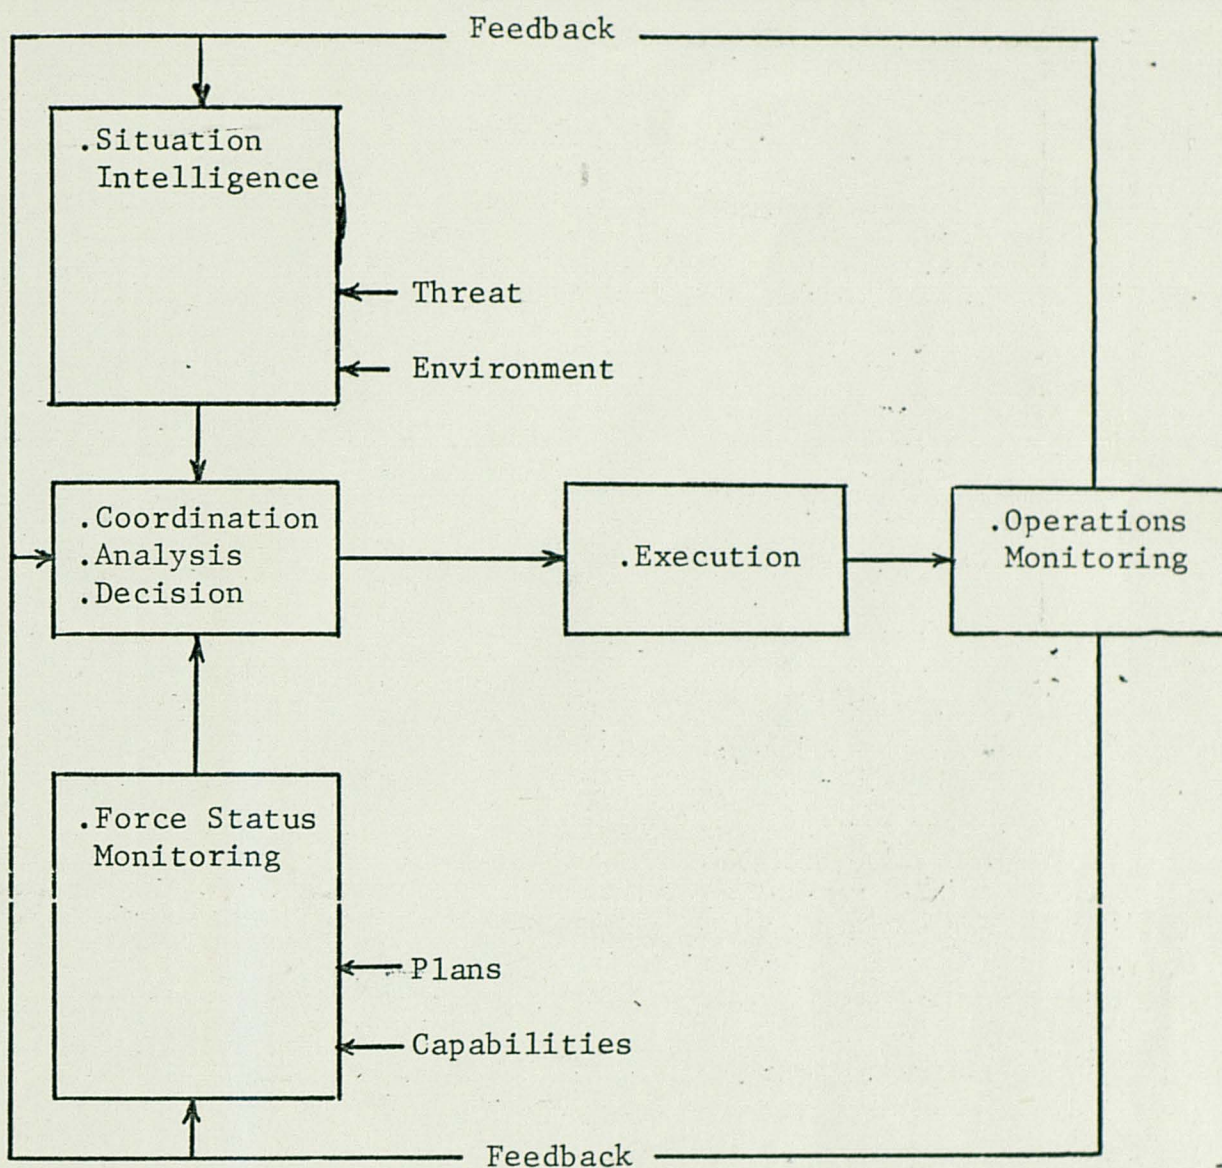 Feedback
.Situation
Intelligence
Threat
Environment
.Coordination
.Analysis
.Decision
.Execution
.Operations
Monitoring
.Force Status
Monitoring
Plans
Capabilities
Feedback